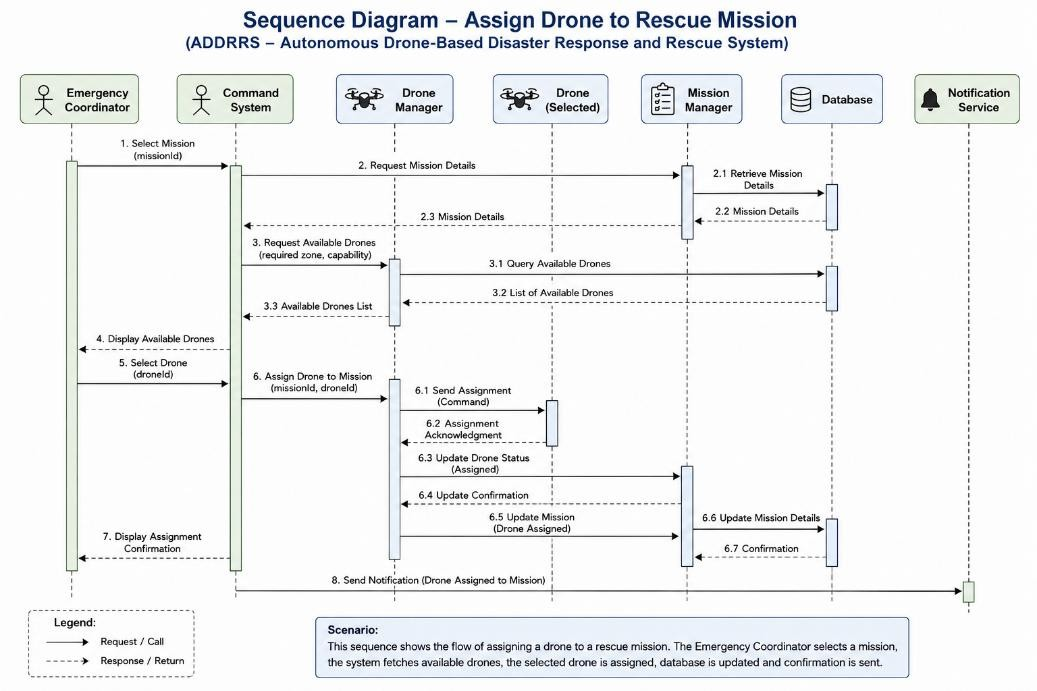 Sequence Diagram – Assign Drone to Rescue Mission
(ADDRRS – Autonomous Drone-Based Disaster Response and Rescue System)
Emergency
Coordinator
Command
System
Drone
Manager
Drone
(Selected)
Mission
Manager
Database
Notification
Service
1. Select Mission
(missionId)
2. Request Mission Details
2.1 Retrieve Mission
Details
2.2 Mission Details
2.3 Mission Details
3. Request Available Drones
(required zone, capability)
3.1 Query Available Drones
3.2 List of Available Drones
3.3 Available Drones List
4. Display Available Drones
5. Select Drone
(droneId)
6. Assign Drone to Mission
(missionId, droneId)
6.1 Send Assignment
(Command)
6.2 Assignment
Acknowledgment
6.3 Update Drone Status
(Assigned)
6.4 Update Confirmation
6.5 Update Mission
(Drone Assigned)
6.6 Update Mission Details
6.7 Confirmation
7. Display Assignment
Confirmation
8. Send Notification (Drone Assigned to Mission)
Legend:
Request / Call
Response / Return
Scenario:
This sequence shows the flow of assigning a drone to a rescue mission. The Emergency Coordinator selects a mission,
the system fetches available drones, the selected drone is assigned, database is updated and confirmation is sent.